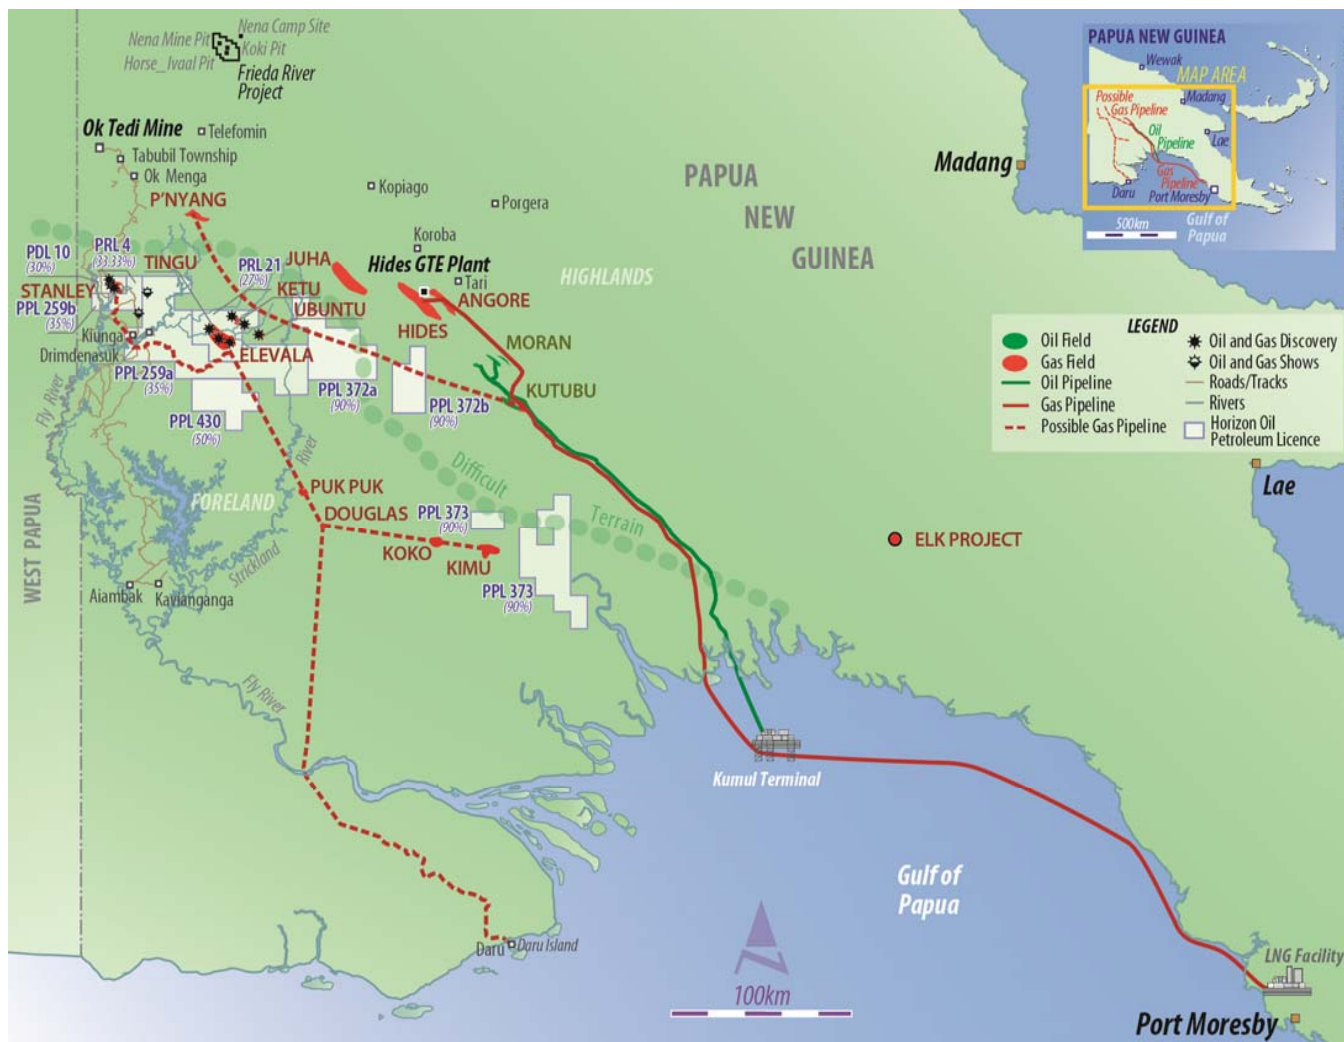 Nena Camp Site
Nena Mine Pit
Koki Pit
Horse_Ivaal Pit
Frieda River
Project
Ok Tedi Mine
Telefomin
Tabubil Township
Ok Menga
P'NYANG
Kopiago
Porgera
Koroba
Hides GTE Plant
Tari
ANGORE
HIDES
JUHA
HIGHLANDS
PAPUA
NEW
GUINEA
Madang
PDL 10
(30%)
PRL 4
(33.33%)
TINGU
PRL 21
(27%)
KETU
UBUNTU
STANLEY
PPL 259b
(35%)
Kiunga
Drimdenasuk
ELEVALA
MORAN
KUTUBU
PPL 259a
(35%)
PPL 372a
(90%)
PPL 372b
(90%)
PPL 430
(50%)
Fly River
River
Strickland
FORELAND
WEST PAPUA
PUK PUK
DOUGLAS
PPL 373
(90%)
KOKO
KIMU
PPL 373
(90%)
Difficult
Terrain
Aiambak
Kavianganga
Fly River
ELK PROJECT
Lae
Kumul Terminal
Gulf of
Papua
Daru
Daru Island
100km
LNG Facility
Port Moresby
PAPUA NEW GUINEA
Wewak
MAP AREA
Possible
Gas Pipeline
Madang
Oil
Pipeline
Lae
Gas
Pipeline
Daru
Port Moresby
Gulf of
Papua
500km
LEGEND
Oil Field
Gas Field
Oil Pipeline
Gas Pipeline
Possible Gas Pipeline
Oil and Gas Discovery
Oil and Gas Shows
Roads/Tracks
Rivers
Horizon Oil
Petroleum Licence